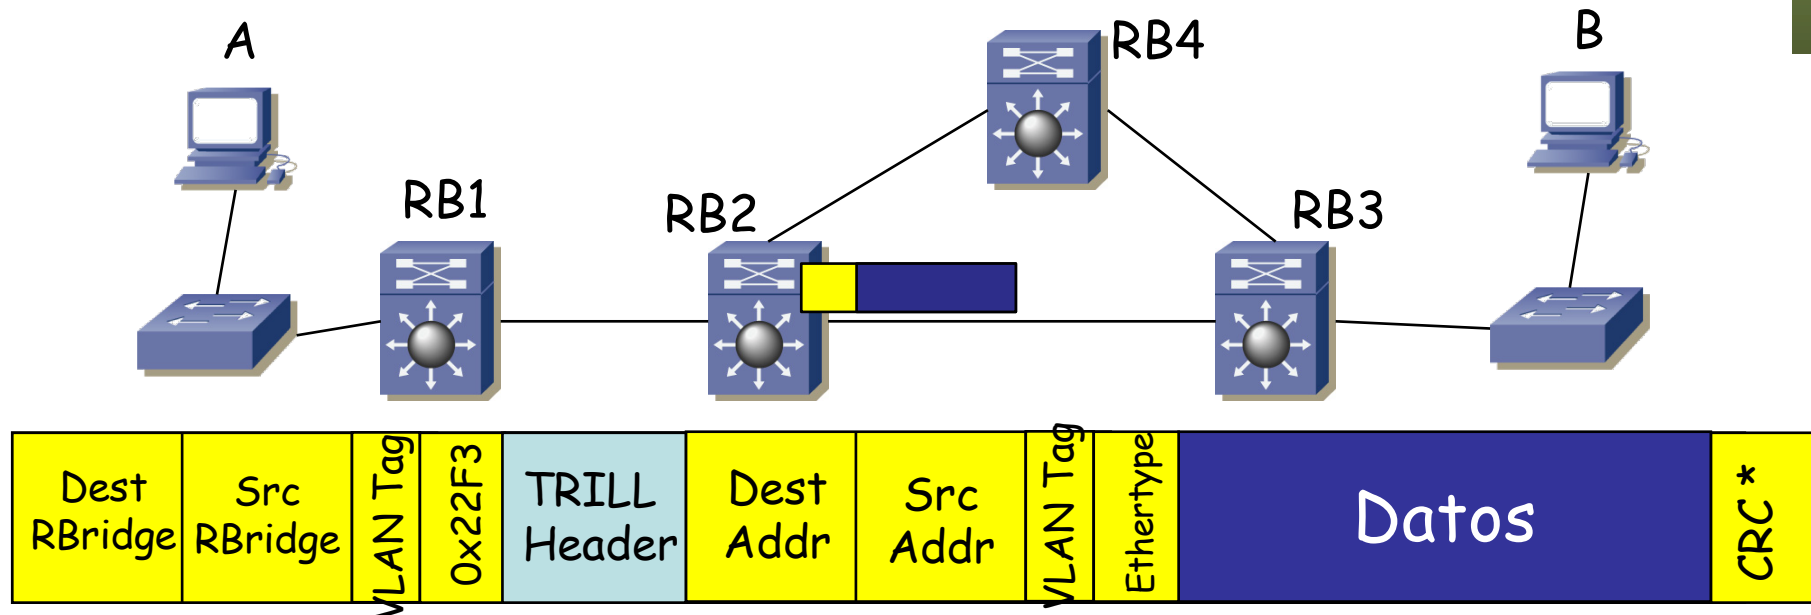 A
RB4
B
RB1
RB2
RB3
Dest
RBridge
Src
RBridge
VLAN Tag
0x22F3
TRILL
Header
Dest
Addr
Src
Addr
VLAN Tag
Ethertype
Datos
CRC *